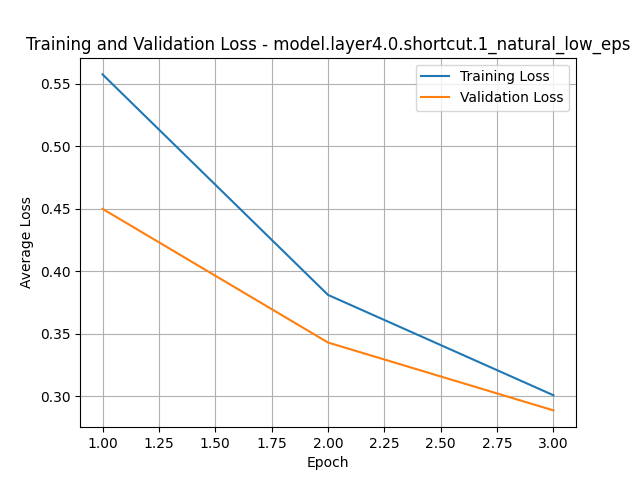 Training and Validation Loss - model.layer4.0.shortcut.1_natural_low_eps
Training Loss
Validation Loss
0.55
0.50
0.45
0.40
0.35
0.30
Average Loss
1.00 1.25 1.50 1.75 2.00 2.25 2.50 2.75 3.00
Epoch